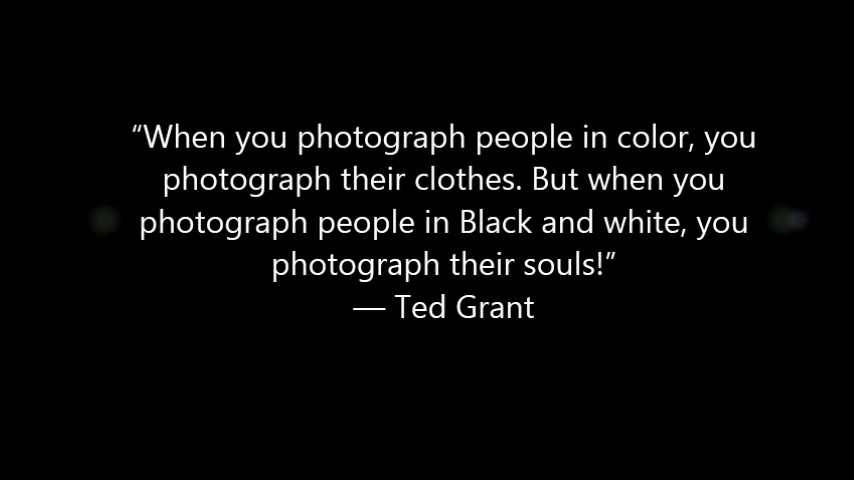 “When you photograph people in color, you
photograph their clothes. But when you
photograph people in Black and white, you
photograph their souls!”
— Ted Grant